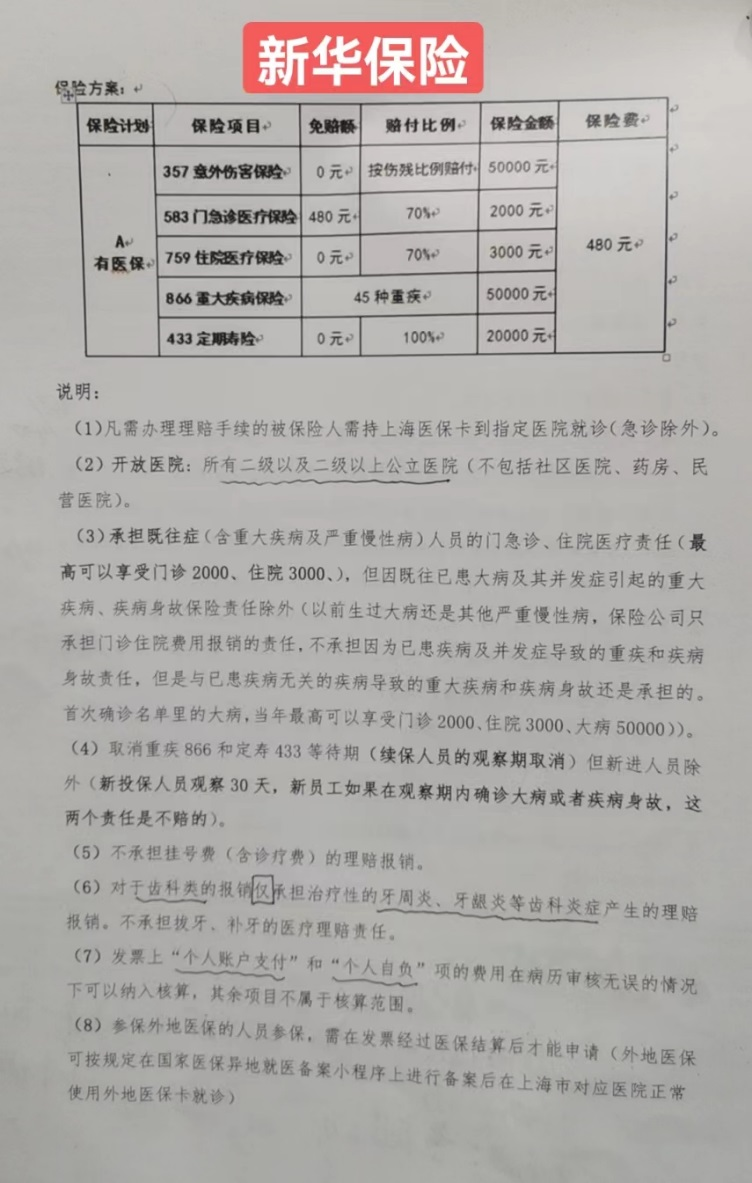 新华保险
保险方案：
保险计划 保险项目 免赔额 赔付比例 保险金额 保险费
357 意外伤害保险 0 元 按伤残比例赔付 50000 元
583 门急诊医疗保险 480 元 70% 2000 元
A
有医保
759 住院医疗保险 0 元 70% 3000 元
480 元
866 重大疾病保险 45 种重疾 50000 元
433 定期寿险 0 元 100% 20000 元
说明：
（1）凡需办理理赔手续的被保险人需持上海医保卡到指定医院就诊（急诊除外）。
（2）开放医院：所有二级以及二级以上公立医院（不包括社区医院、药房、民
营医院）。
（3）承担既往症（含重大疾病及严重慢性病）人员的门急诊、住院医疗责任（最
高可以享受门诊 2000、住院 3000、），但因既往已患大病及其并发症引起的重大
疾病、疾病身故保险责任除外（以前生过大病还是其他严重慢性病，保险公司只
承担门诊住院费用报销的责任，不承担因为已患疾病及并发症导致的重疾和疾病
身故责任，但是与已患疾病无关的疾病导致的重大疾病和疾病身故还是承担的。
首次确诊名单里的大病，当年最高可以享受门诊 2000、住院 3000、大病 50000））。
（4）取消重疾 866 和定寿 433 等待期（续保人员的观察期取消）但新进人员除
外（新投保人员观察 30 天，新员工如果在观察期内确诊大病或者疾病身故，这
两个责任是不赔的）。
（5）不承担挂号费（含诊疗费）的理赔报销。
（6）对于齿科类的报销仅承担治疗性的牙周炎、牙龈炎等齿科炎症产生的理赔
报销。不承担拔牙、补牙的医疗理赔责任。
（7）发票上“个人账户支付”和“个人自负”项的费用在病历审核无误的情况
下可以纳入核算，其余项目不属于核算范围。
（8）参保外地医保的人员参保，需在发票经过医保结算后才能申请（外地医保
可按规定在国家医保异地就医备案小程序上进行备案后在上海市对应医院正常
使用外地医保卡就诊）